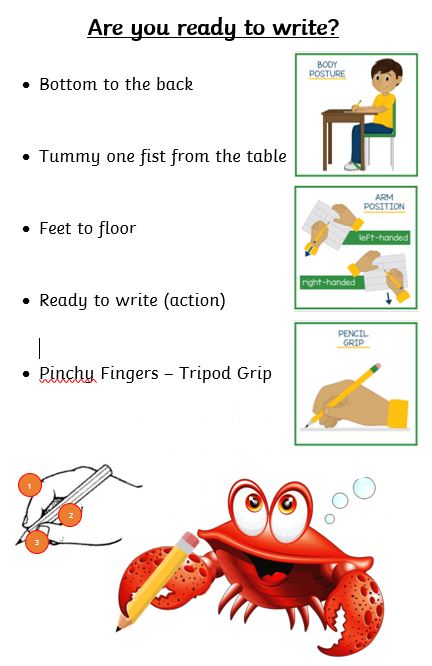 Are you ready to write?
Bottom to the back
Tummy one fist from the table
Feet to floor
Ready to write (action)
Pinchy Fingers – Tripod Grip
BODY
POSTURE
ARM
POSITION
left-handed
right-handed
PENCIL
GRIP
1
2
3